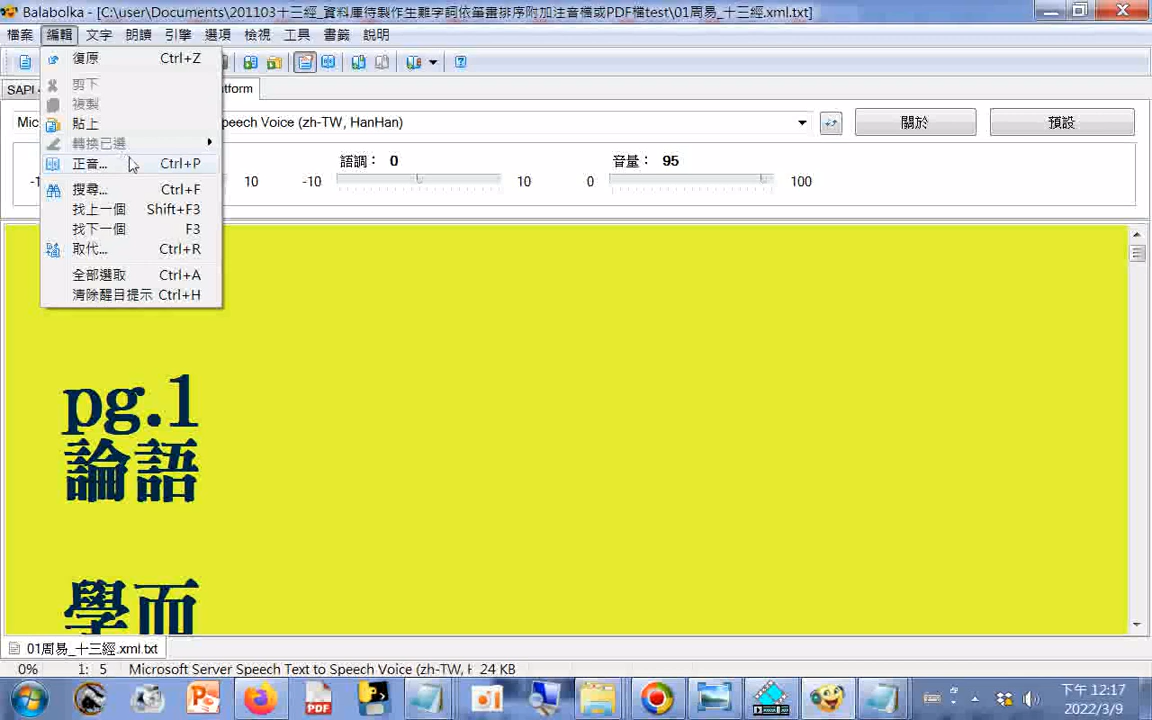 Balabolka - [C:\user\Documents\201103十三經_資料庫待製作生難字詞依筆畫排序附加注音檔或PDF檔test\01周易_十三經.xml.txt]
檔案 編輯 文字 朗讀 引擎 選項 檢視 工具 書籤 說明
復原 Ctrl+Z
剪下
複製
貼上
轉換已選
正音... Ctrl+P
搜尋... Ctrl+F
找上一個 Shift+F3
找下一個 F3
取代... Ctrl+R
全部選取 Ctrl+A
清除醒目提示 Ctrl+H
SAPI
tform
Mic
peech Voice (zh-TW, HanHan)
關於
預設
語調： 0
音量： 95
-1
10
-10
10
0
100
pg.1
論語
學而
01周易_十三經.xml.txt
0%
1: 5
Microsoft Server Speech Text to Speech Voice (zh-TW, H
24 KB
PDF
下午 12:17
2022/3/9